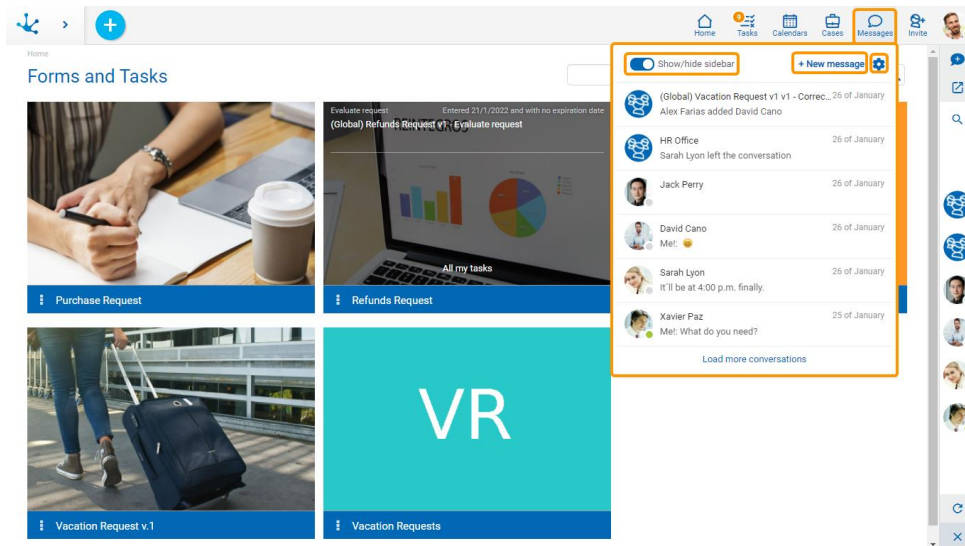 Home
9
Tasks
Calendars
Cases
Messages
Invite
Home
Forms and Tasks
Show/hide sidebar
+ New message
(Global) Vacation Request v1 v1 - Correc... 26 of January
Alex Farias added David Cano
HR Office 26 of January
Sarah Lyon left the conversation
Jack Perry 26 of January
David Cano 26 of January
Me!: 😄
Sarah Lyon 26 of January
It´ll be at 4:00 p.m. finally.
Xavier Paz 25 of January
Me!: What do you need?
Load more conversations
Evaluate request Entered 21/1/2022 and with no expiration date
(Global) Refunds Request v1 - Evaluate request
REINTEGROS
All my tasks
Purchase Request
Refunds Request
VR
Vacation Request v.1
Vacation Requests